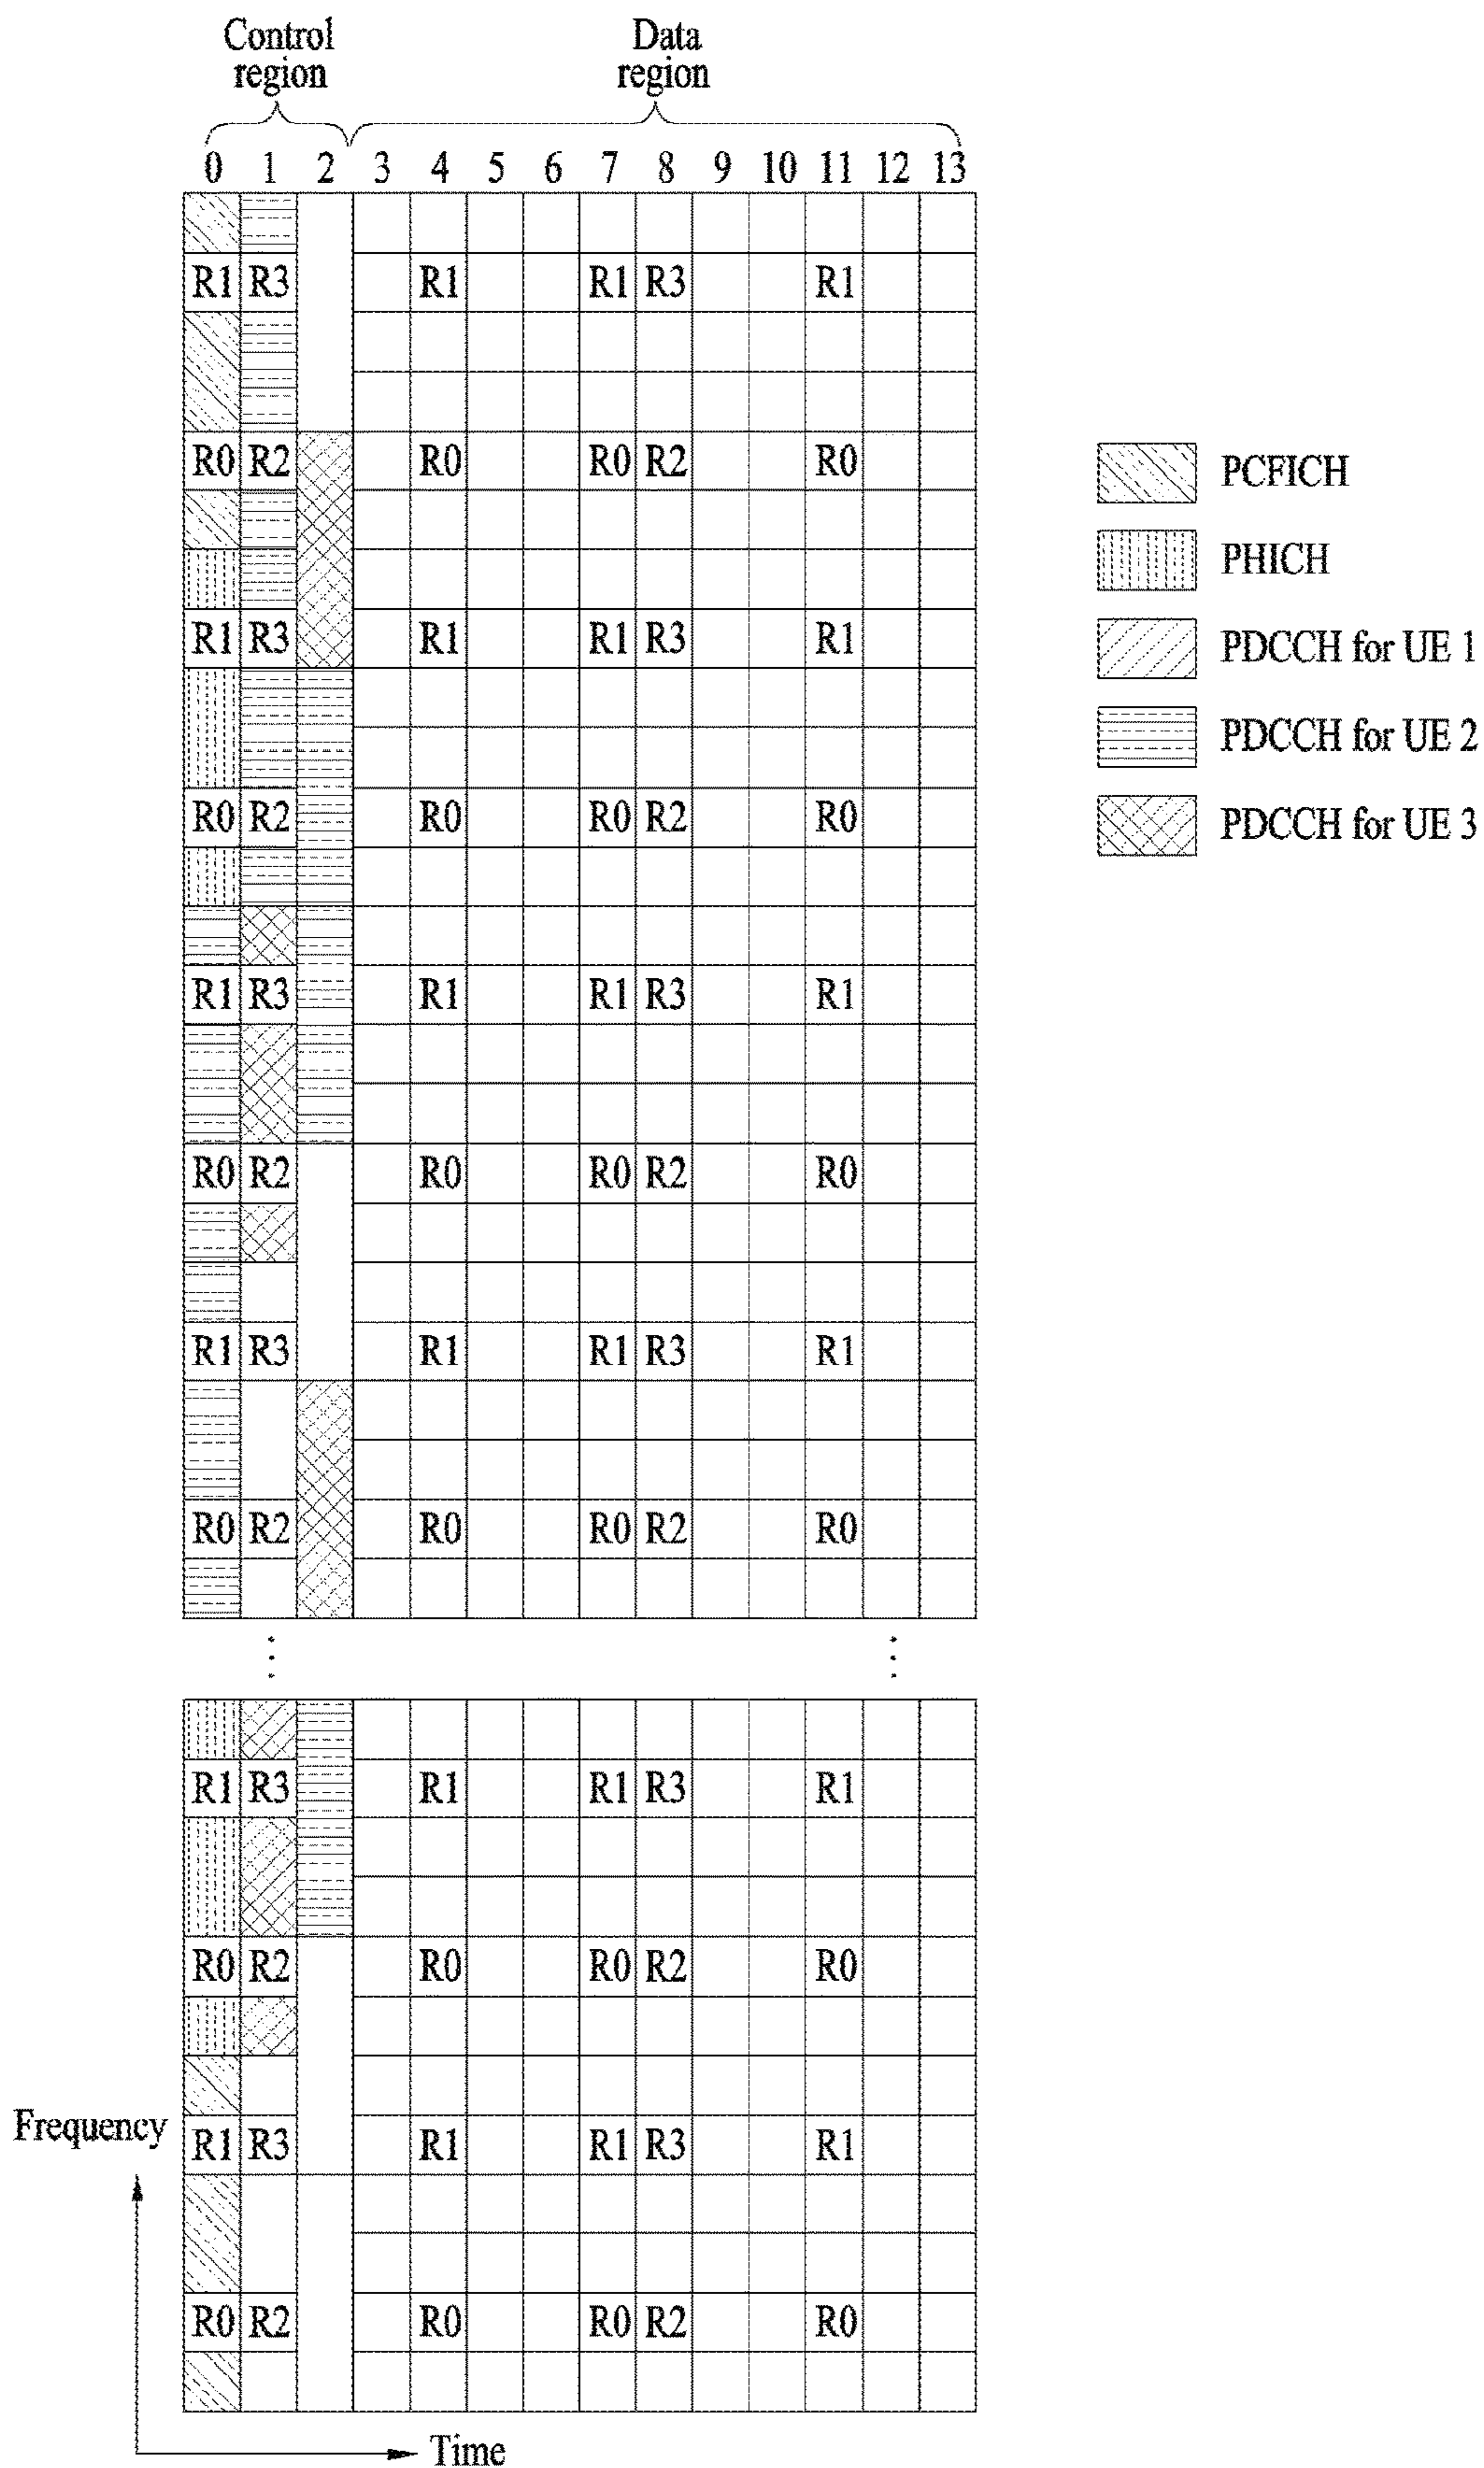 Control region
Data region
0 1 2 3 4 5 6 7 8 9 10 11 12 13
R1 R3 R1 R1 R3 R1
R0 R2 R0 R0 R2 R0
PCFICH
PHICH
R1 R3 R1 R1 R3 R1
PDCCH for UE 1
PDCCH for UE 2
R0 R2 R0 R0 R2 R0
PDCCH for UE 3
R1 R3 R1 R1 R3 R1
R0 R2 R0 R0 R2 R0
R1 R3 R1 R1 R3 R1
R0 R2 R0 R0 R2 R0
R1 R3 R1 R1 R3 R1
R0 R2 R0 R0 R2 R0
Frequency
R1 R3 R1 R1 R3 R1
R0 R2 R0 R0 R2 R0
Time